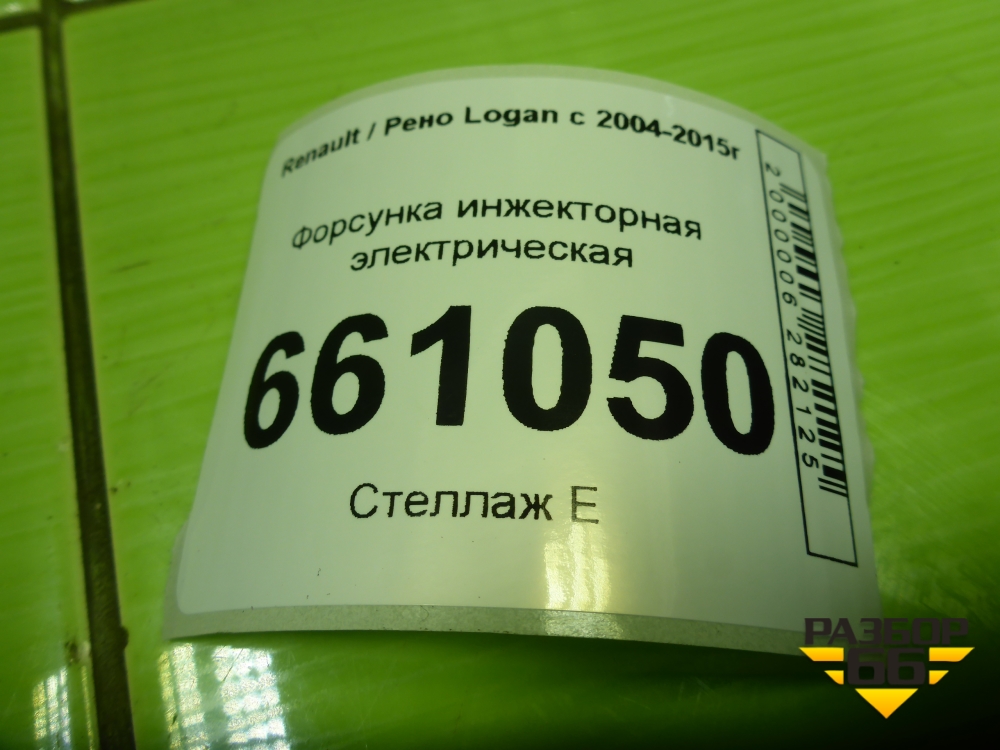 Renault / Рено Logan с 2004-2015г
Форсунка инжекторная
электрическая
661050
Стеллаж Е
2000006282125
РАЗБОР
66